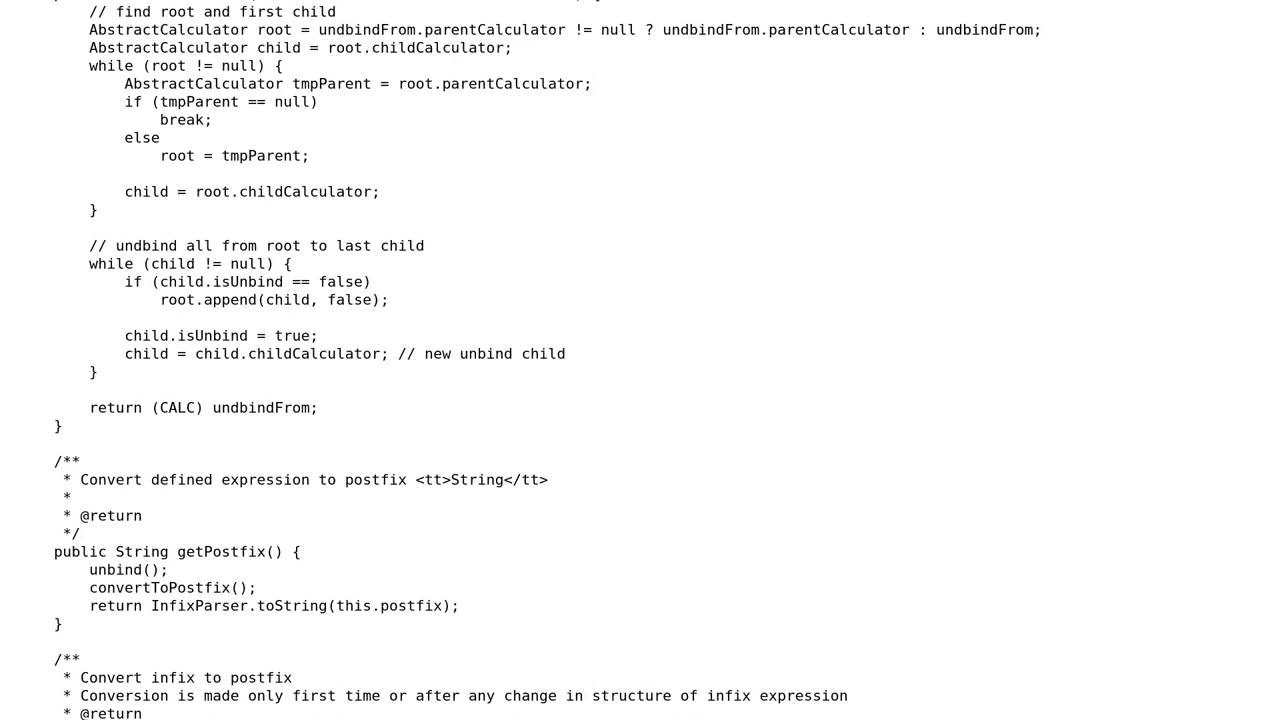 // find root and first child
AbstractCalculator root = undbindFrom.parentCalculator != null ? undbindFrom.parentCalculator : undbindFrom;
AbstractCalculator child = root.childCalculator;
while (root != null) {
AbstractCalculator tmpParent = root.parentCalculator;
if (tmpParent == null)
break;
else
root = tmpParent;
child = root.childCalculator;
}
// undbind all from root to last child
while (child != null) {
if (child.isUnbind == false)
root.append(child, false);
child.isUnbind = true;
child = child.childCalculator; // new unbind child
}
return (CALC) undbindFrom;
}
/**
* Convert defined expression to postfix <tt>String</tt>
*
* @return
*/
public String getPostfix() {
unbind();
convertToPostfix();
return InfixParser.toString(this.postfix);
}
/**
* Convert infix to postfix
* Conversion is made only first time or after any change in structure of infix expression
* @return